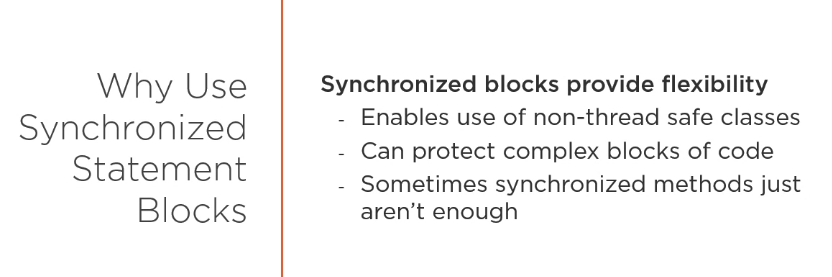 Why Use
Synchronized
Statement
Blocks
Synchronized blocks provide flexibility
- Enables use of non-thread safe classes
- Can protect complex blocks of code
- Sometimes synchronized methods just
aren’t enough